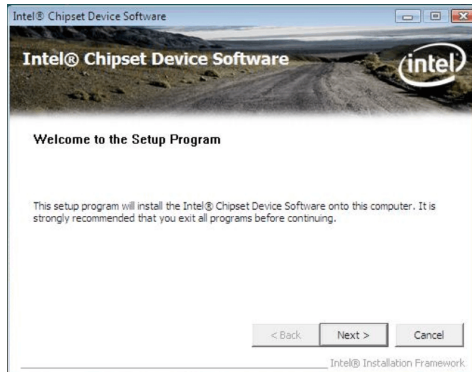 Intel® Chipset Device Software
Intel® Chipset Device Software
intel
Welcome to the Setup Program
This setup program will install the Intel® Chipset Device Software onto this computer. It is
strongly recommended that you exit all programs before continuing.
< Back Next > Cancel
Intel® Installation Framework